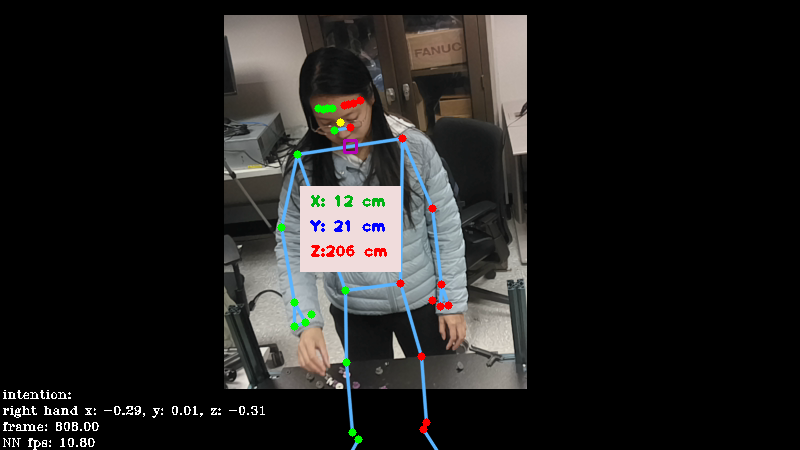 FANUC
X: 12 cm
Y: 21 cm
Z:206 cm
intention:
right hand x: -0.29, y: 0.01, z: -0.31
frame: 808.00
NN fps: 10.80